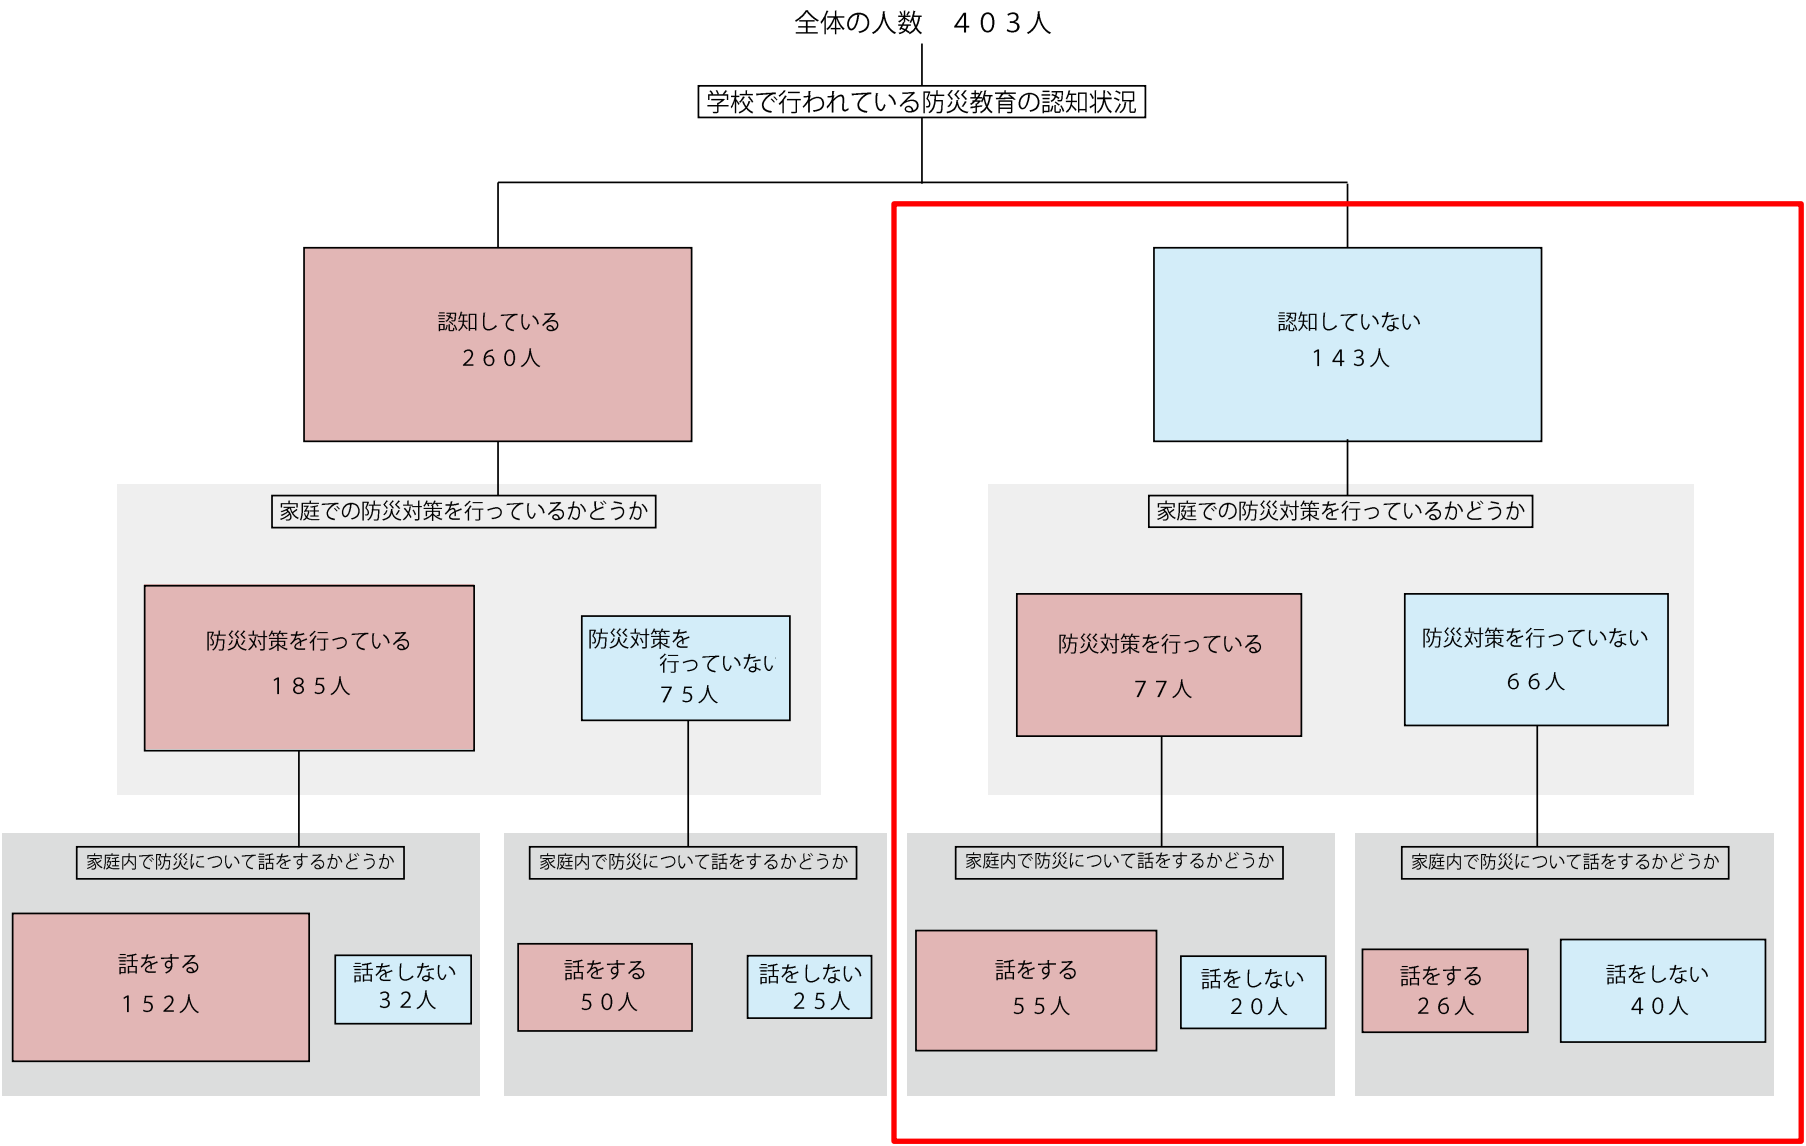 全体の人数　４０３人
学校で行われている防災教育の認知状況
認知している
２６０人
認知していない
１４３人
家庭での防災対策を行っているかどうか
家庭での防災対策を行っているかどうか
防災対策を行っている
１８５人
防災対策を
行っていない
７５人
防災対策を行っている
７７人
防災対策を行っていない
６６人
家庭内で防災について話をするかどうか
家庭内で防災について話をするかどうか
家庭内で防災について話をするかどうか
家庭内で防災について話をするかどうか
話をする
１５２人
話をしない
３２人
話をする
５０人
話をしない
２５人
話をする
５５人
話をしない
２０人
話をする
２６人
話をしない
４０人